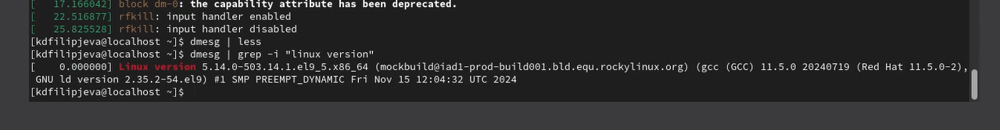 [   17.166042] block dm-0: the capability attribute has been deprecated.
[   22.516877] rfkill: input handler enabled
[   25.825528] rfkill: input handler disabled
[kdfilipjeva@localhost ~]$ dmesg | less
[kdfilipjeva@localhost ~]$ dmesg | grep -i "linux version"
[    0.000000] Linux version 5.14.0-503.14.1.el9_5.x86_64 (mockbuild@iad1-prod-build001.bld.equ.rockylinux.org) (gcc (GCC) 11.5.0 20240719 (Red Hat 11.5.0-2),
GNU ld version 2.35.2-54.el9) #1 SMP PREEMPT_DYNAMIC Fri Nov 15 12:04:32 UTC 2024
[kdfilipjeva@localhost ~]$